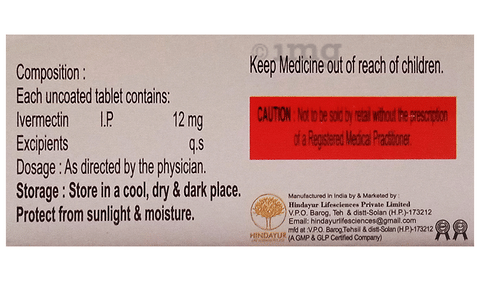 Composition :
Each uncoated tablet contains:
Ivermectin I.P 12 mg
Excipients q.s
Dosage : As directed by the physician.
Storage : Store in a cool, dry & dark place.
Protect from sunlight & moisture.
1mg
Keep Medicine out of reach of children.
CAUTION : Not to be sold by retail without the prescription
of a Registered Medical Practitioner.
HINDAYUR
Manufactured in India by & Marketed by :
Hindayur Lifesciences Private Limited
V.P.O. Barog, Teh & distt-Solan (H.P.)-173212
Email: hindayurlifesciences@gmail.com
mfd at :V.P.O. Barog,Tehsil & distt-Solan (H.P.)-173212
(A GMP & GLP Certified Company)